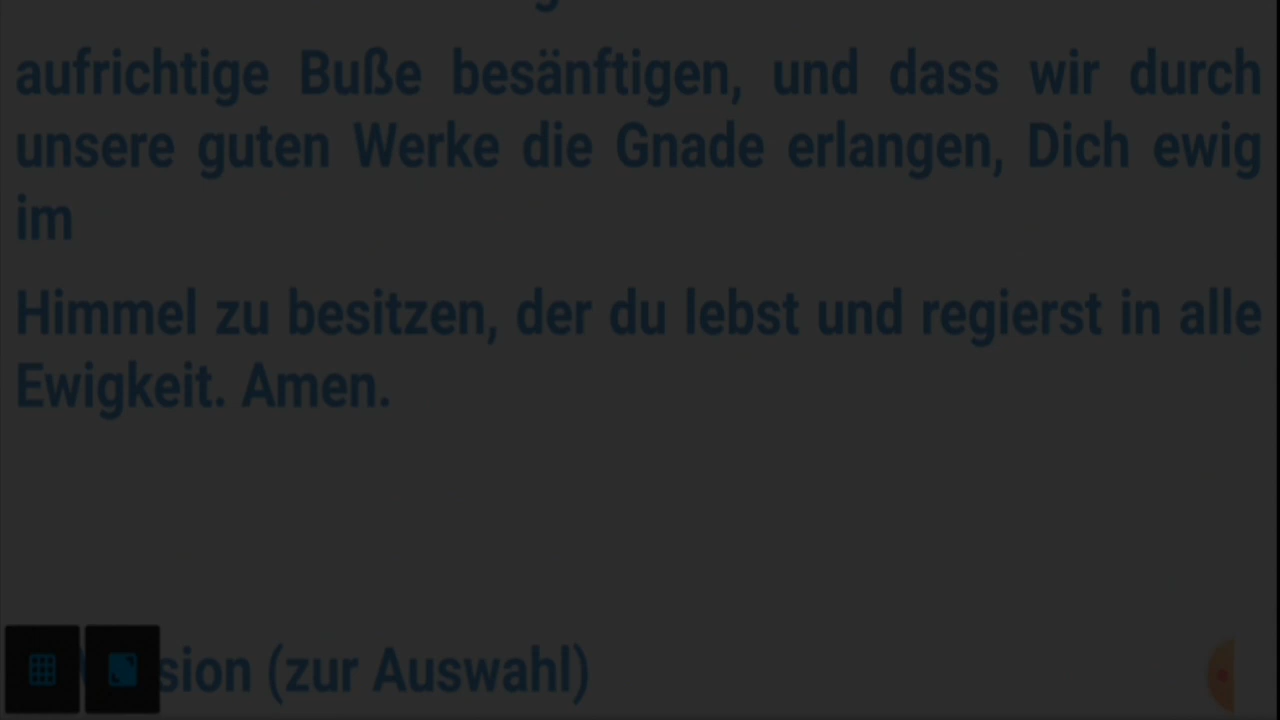 aufrichtige Buße besänftigen, und dass wir durch
unsere guten Werke die Gnade erlangen, Dich ewig
im
Himmel zu besitzen, der du lebst und regierst in alle
Ewigkeit. Amen.
(zur Auswahl)